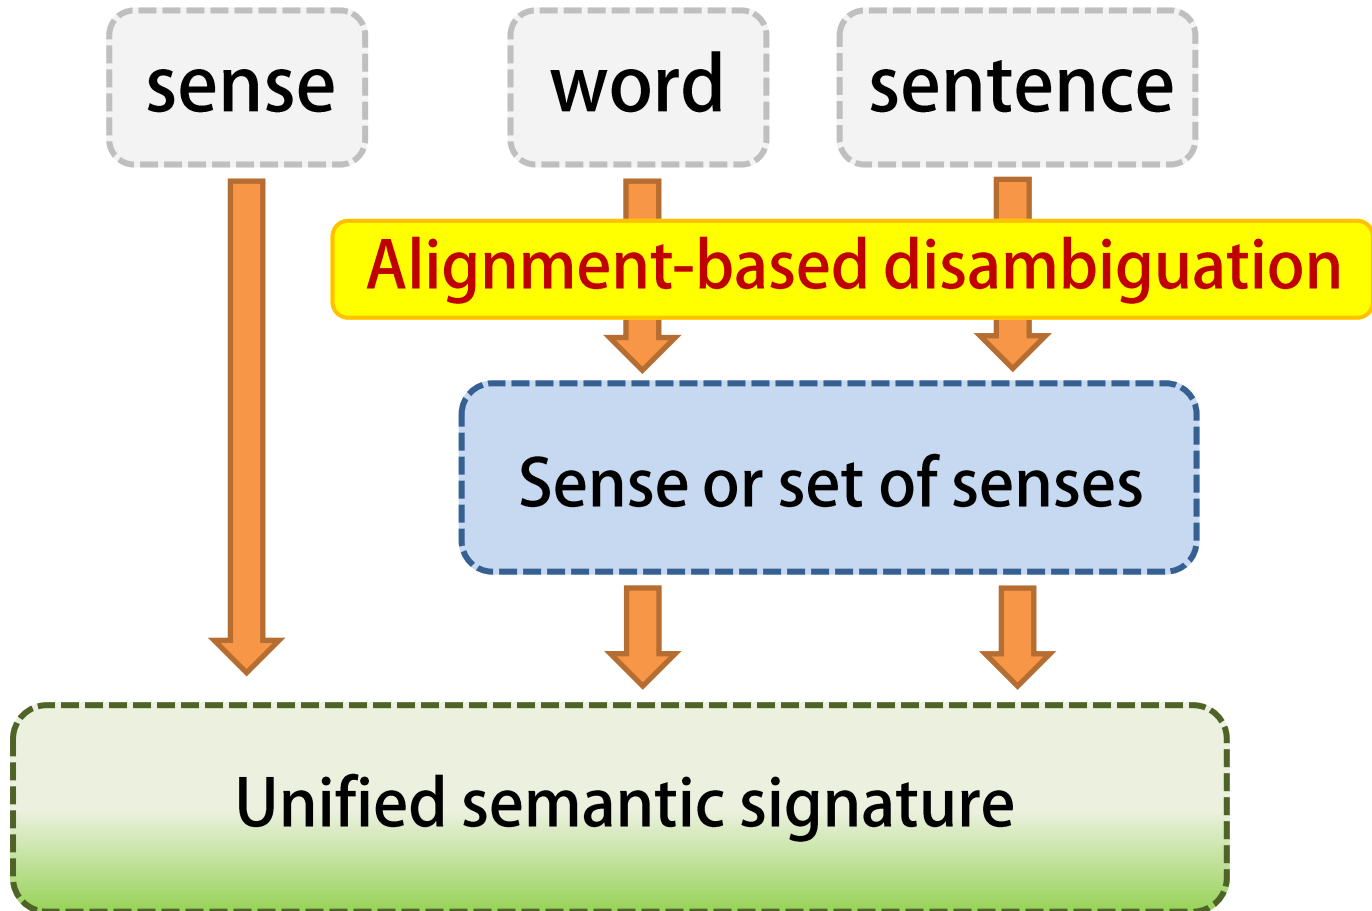 sense
word
sentence
Alignment-based disambiguation
Sense or set of senses
Unified semantic signature